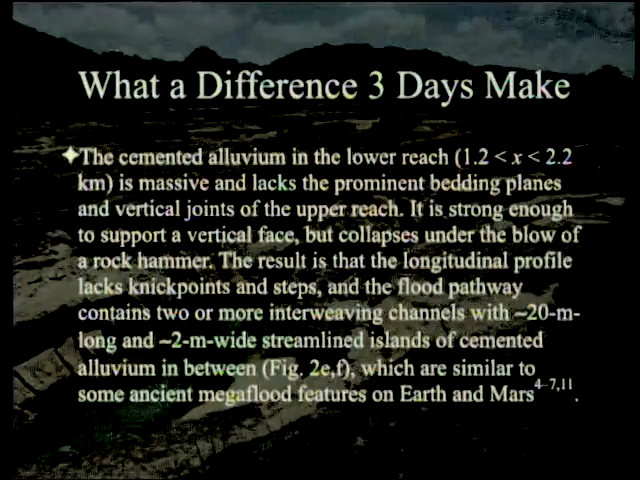 What a Difference 3 Days Make
✦The cemented alluvium in the lower reach (1.2 < x < 2.2
km) is massive and lacks the prominent bedding planes
and vertical joints of the upper reach. It is strong enough
to support a vertical face, but collapses under the blow of
a rock hammer. The result is that the longitudinal profile
lacks knickpoints and steps, and the flood pathway
contains two or more interweaving channels with ~20-m-
long and ~2-m-wide streamlined islands of cemented
alluvium in between (Fig. 2e,f), which are similar to
some ancient megaflood features on Earth and Mars⁴⁻⁷,¹¹.